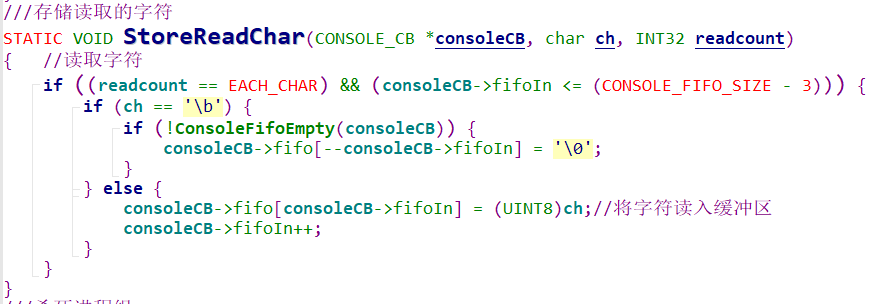 ///存储读取的字符
STATIC VOID StoreReadChar(CONSOLE_CB *consoleCB, char ch, INT32 readcount)
{   //读取字符
    if ((readcount == EACH_CHAR) && (consoleCB->fifoIn <= (CONSOLE_FIFO_SIZE - 3))) {
        if (ch == '\b') {
            if (!ConsoleFifoEmpty(consoleCB)) {
                consoleCB->fifo[--consoleCB->fifoIn] = '\0';
            }
        } else {
            consoleCB->fifo[consoleCB->fifoIn] = (UINT8)ch;//将字符读入缓冲区
            consoleCB->fifoIn++;
        }
    }
}